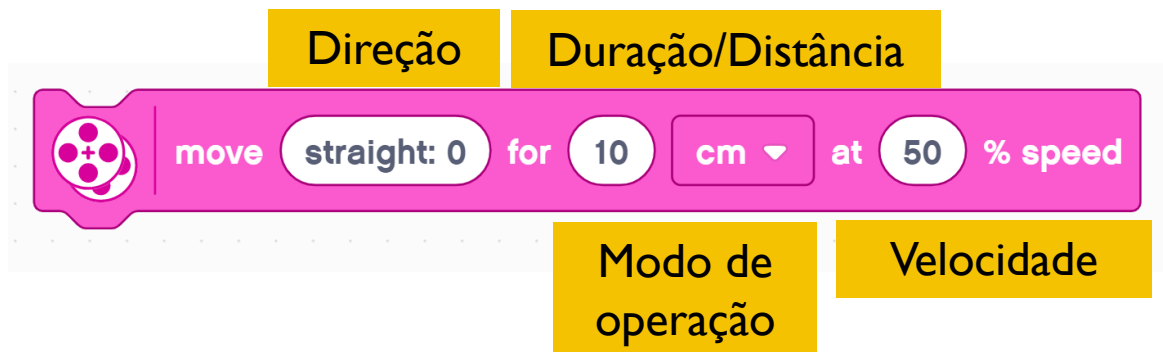 Direção
Duração/Distância
move straight: 0 for 10 cm at 50 % speed
Modo de
operação
Velocidade